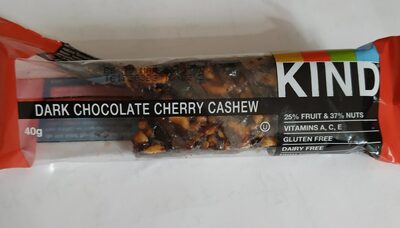 KIND
DARK CHOCOLATE CHERRY CASHEW
40g
25% FRUIT & 37% NUTS
VITAMINS A, C, E
GLUTEN FREE
DAIRY FREE